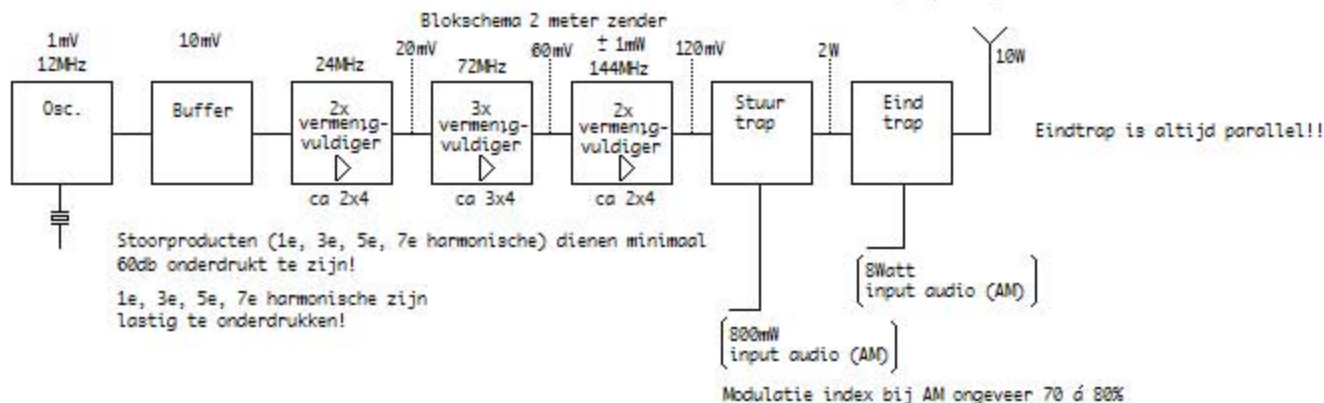 Blokschema 2 meter zender
1mV
12MHz
10mV
24MHz
20mV
72MHz
60mV
± 1mW
144MHz
120mV
2W
10W
Osc.
Buffer
2x
vermenig-
vuldiger
3x
vermenig-
vuldiger
2x
vermenig-
vuldiger
Stuur
trap
Eind
trap
Eindtrap is altijd parallel!!
ca 2x4
ca 3x4
ca 2x4
Stoorproducten (1e, 3e, 5e, 7e harmonische) dienen minimaal
60db onderdrukt te zijn!
1e, 3e, 5e, 7e harmonische zijn
lastig te onderdrukken!
8Watt
input audio (AM)
800mW
input audio (AM)
Modulatie index bij AM ongeveer 70 á 80%